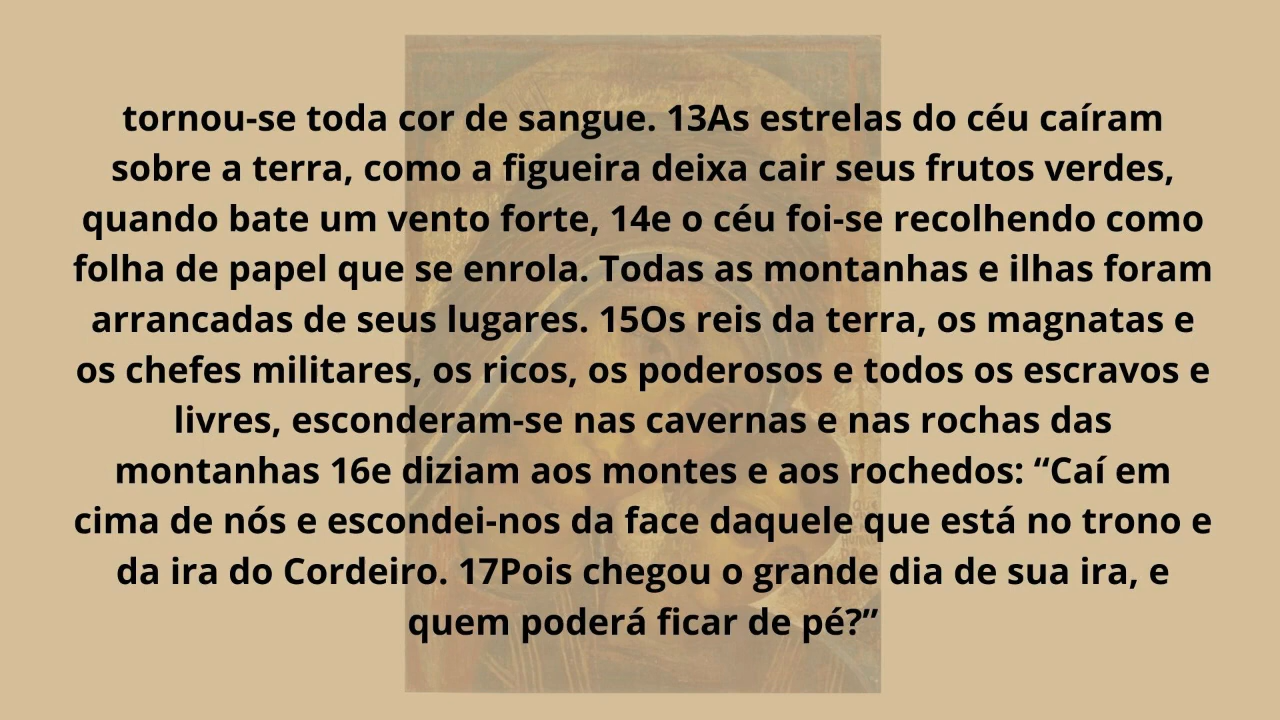 tornou-se toda cor de sangue. 13As estrelas do céu caíram
sobre a terra, como a figueira deixa cair seus frutos verdes,
quando bate um vento forte, 14e o céu foi-se recolhendo como
folha de papel que se enrola. Todas as montanhas e ilhas foram
arrancadas de seus lugares. 15Os reis da terra, os magnatas e
os chefes militares, os ricos, os poderosos e todos os escravos e
livres, esconderam-se nas cavernas e nas rochas das
montanhas 16e diziam aos montes e aos rochedos: “Caí em
cima de nós e escondei-nos da face daquele que está no trono e
da ira do Cordeiro. 17Pois chegou o grande dia de sua ira, e
quem poderá ficar de pé?”